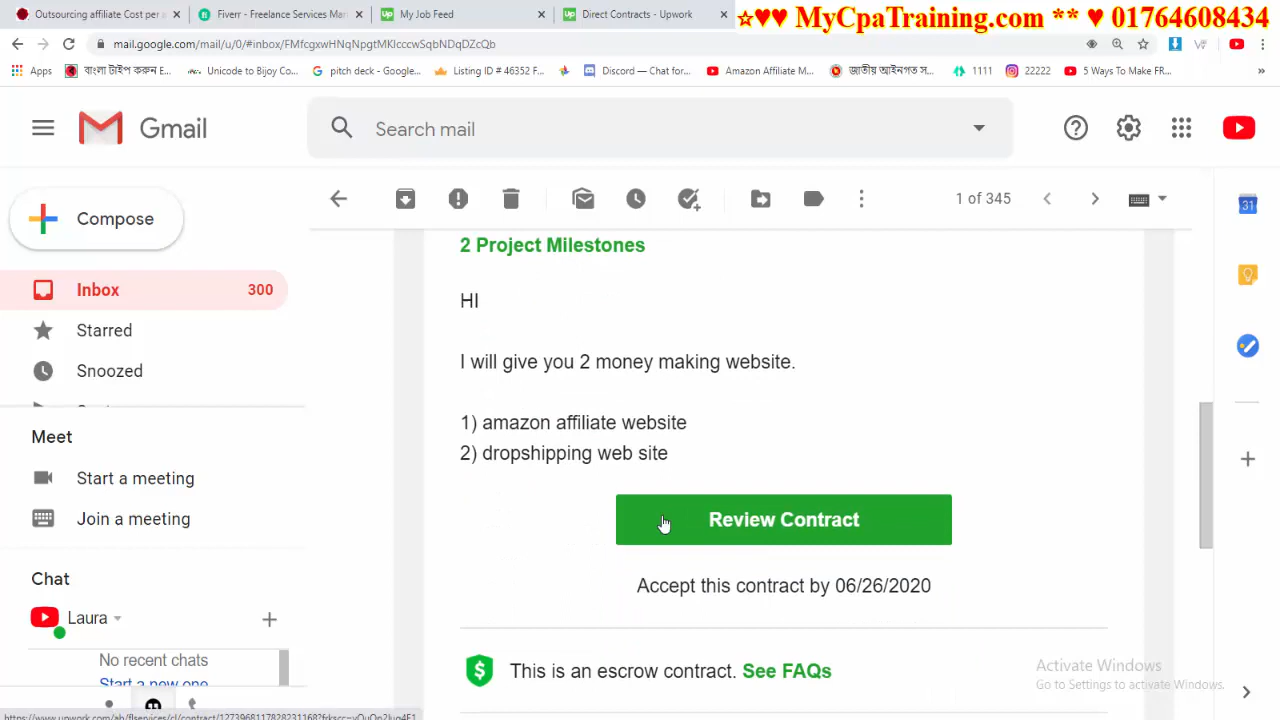 Outsourcing affiliate Cost per a
Fiverr - Freelance Services Mar
My Job Feed
Direct Contracts - Upwork
☆♥♥ MyCpaTraining.com ** ♥ 01764608434
mail.google.com/mail/u/0/#inbox/FMfcgxwHNqNpgtMKlcccwSqbNDqDZcQb
Apps
বাংলা টাইপ করুন E...
Unicode to Bijoy Co...
pitch deck - Google...
Listing ID # 46352 F...
Discord — Chat for...
Amazon Affiliate M...
জাতীয় আইনগত স...
1111
22222
5 Ways To Make FR...
»
Gmail
Search mail
Compose
1 of 345
31
2 Project Milestones
Inbox 300
HI
Starred
I will give you 2 money making website.
Snoozed
1) amazon affiliate website
Meet
2) dropshipping web site
Start a meeting
Join a meeting
Review Contract
Chat
Accept this contract by 06/26/2020
Laura
No recent chats
Start a new one
This is an escrow contract. See FAQs
Activate Windows
Go to Settings to activate Windows.